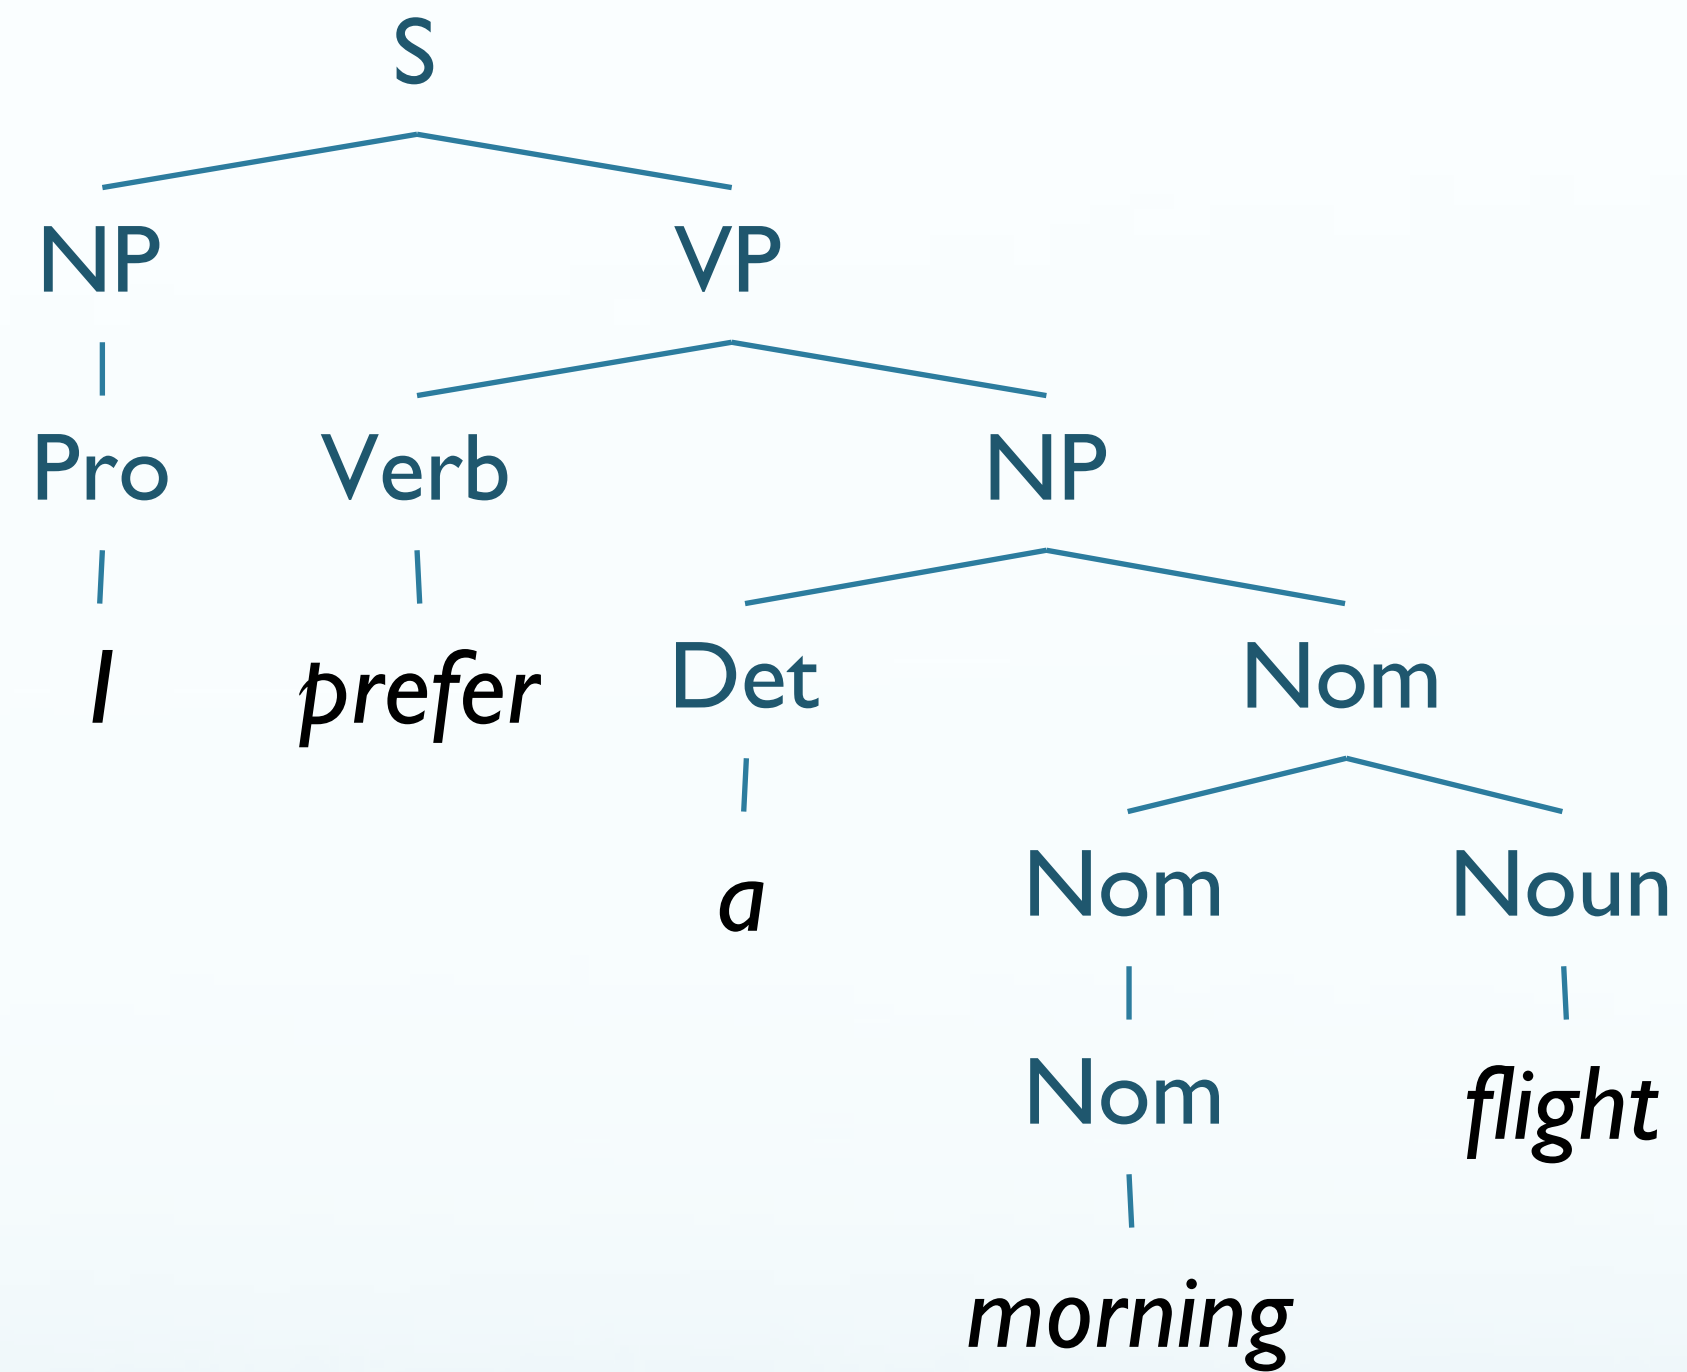 S
NP VP
Pro Verb NP
I prefer Det Nom
a Nom Noun
Nom flight
morning